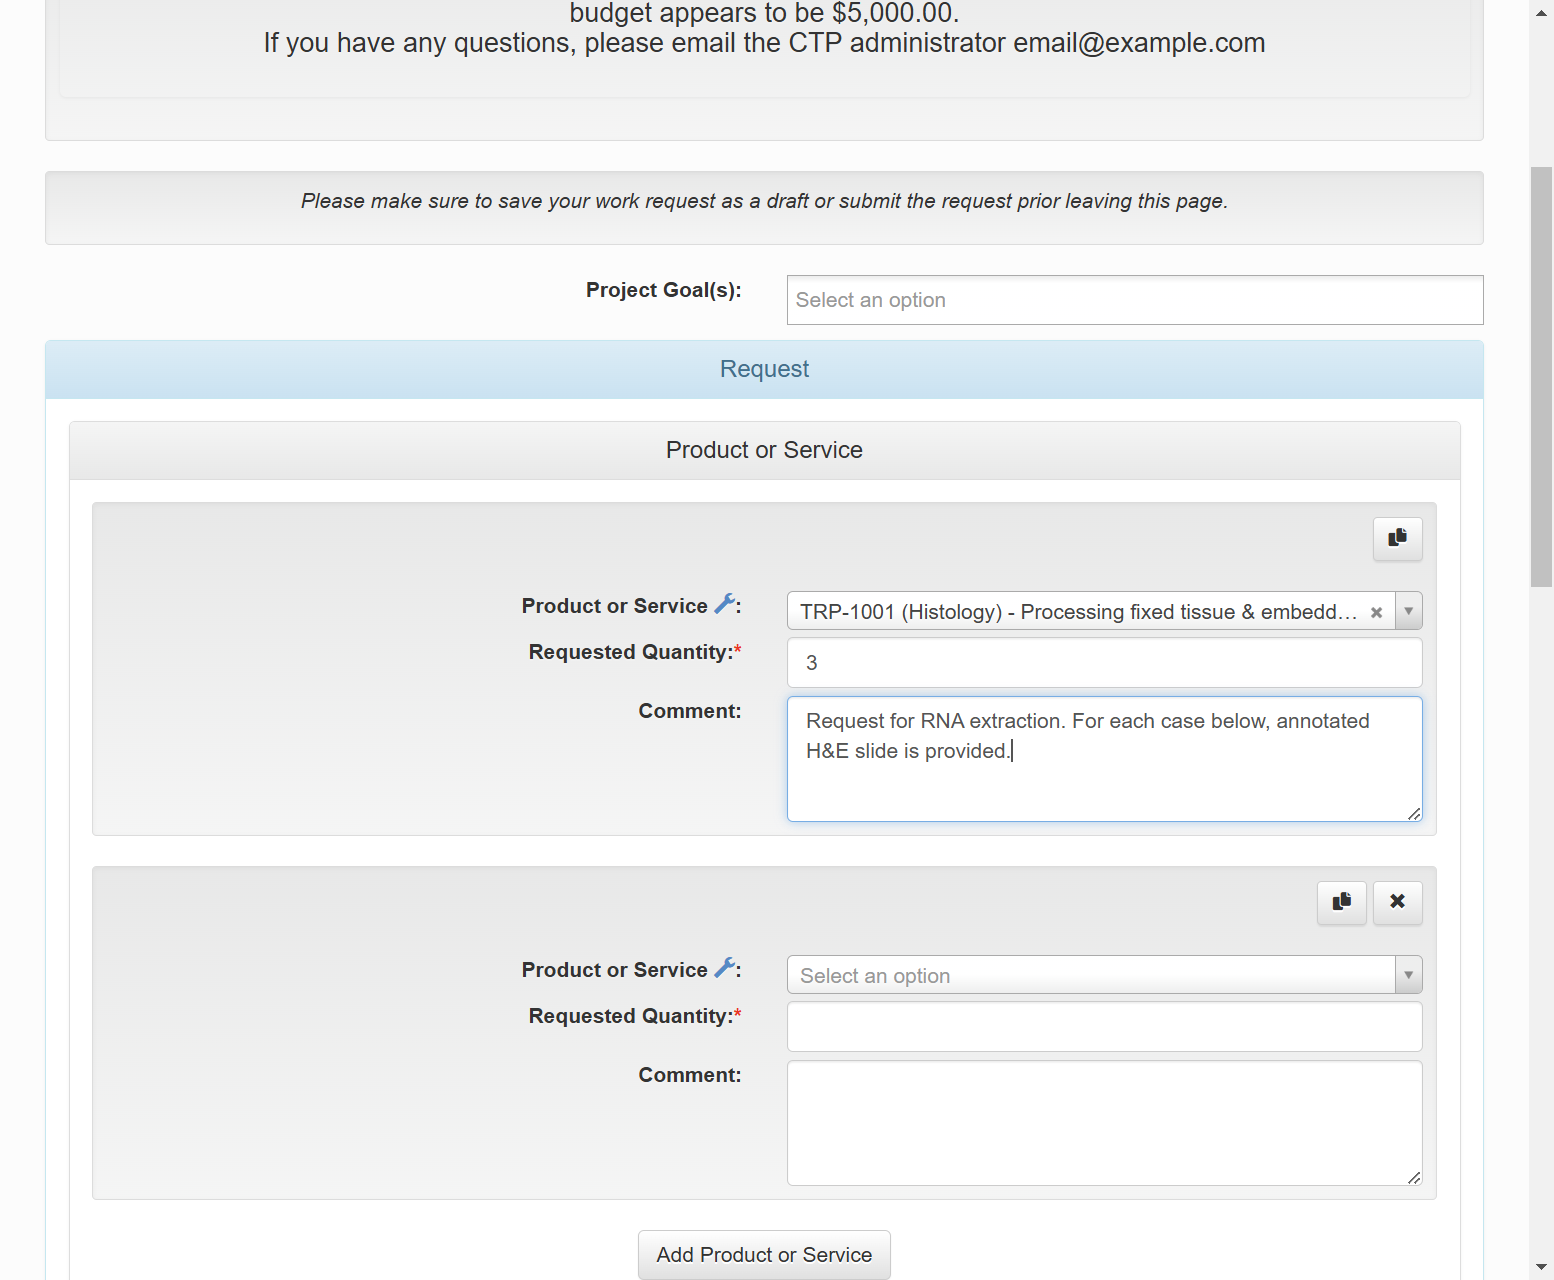 budget appears to be $5,000.00.
If you have any questions, please email the CTP administrator email@example.com
Please make sure to save your work request as a draft or submit the request prior leaving this page.
Project Goal(s):
Select an option
Request
Product or Service
Product or Service :
TRP-1001 (Histology) - Processing fixed tissue & embedd...
Requested Quantity:*
3
Comment:
Request for RNA extraction. For each case below, annotated
H&E slide is provided.
Product or Service :
Select an option
Requested Quantity:*
Comment:
Add Product or Service